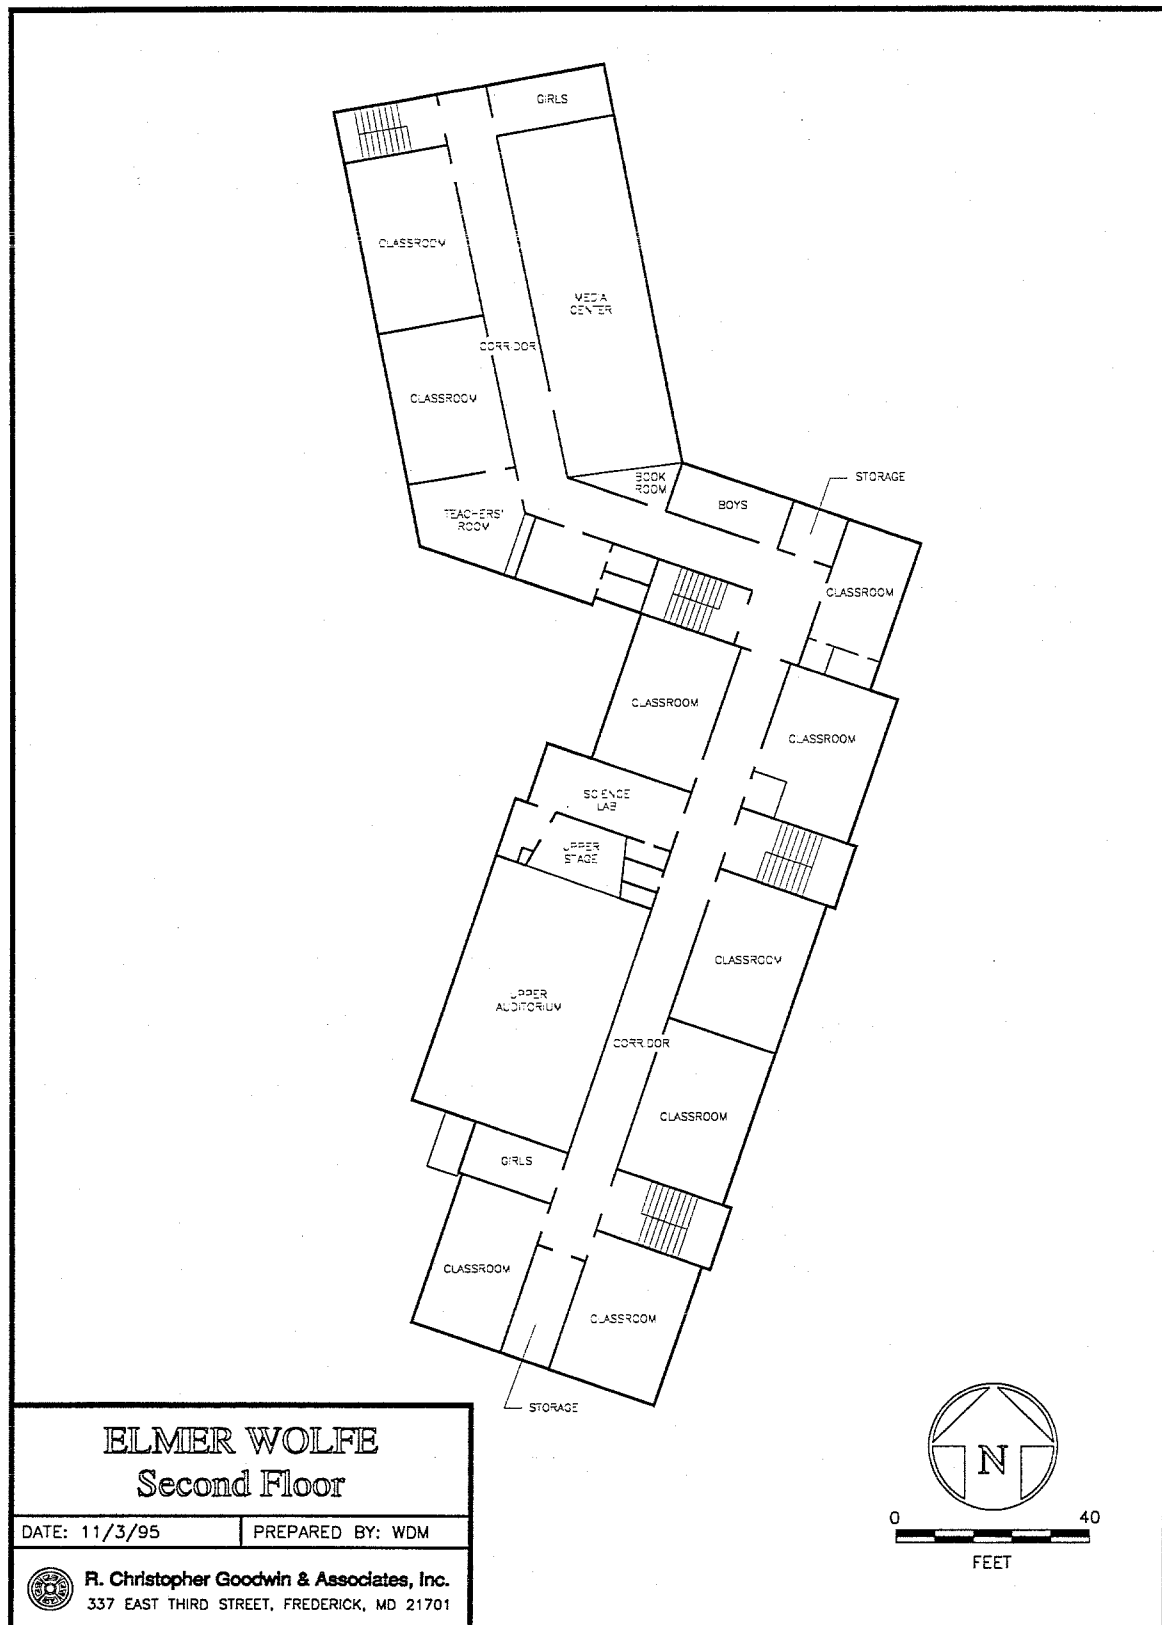 GIRLS
CLASSROOM
MEDIA
CENTER
CORRIDOR
CLASSROOM
BOOK
ROOM
STORAGE
BOYS
TEACHERS'
ROOM
CLASSROOM
CLASSROOM
CLASSROOM
SCIENCE
LAB
UPPER
STAGE
CLASSROOM
UPPER
AUDITORIUM
CORRIDOR
CLASSROOM
GIRLS
CLASSROOM
CLASSROOM
STORAGE
ELMER WOLFE
Second Floor
DATE: 11/3/95
PREPARED BY: WDM
R. Christopher Goodwin & Associates, Inc.
337 EAST THIRD STREET, FREDERICK, MD 21701
N
0 40
FEET